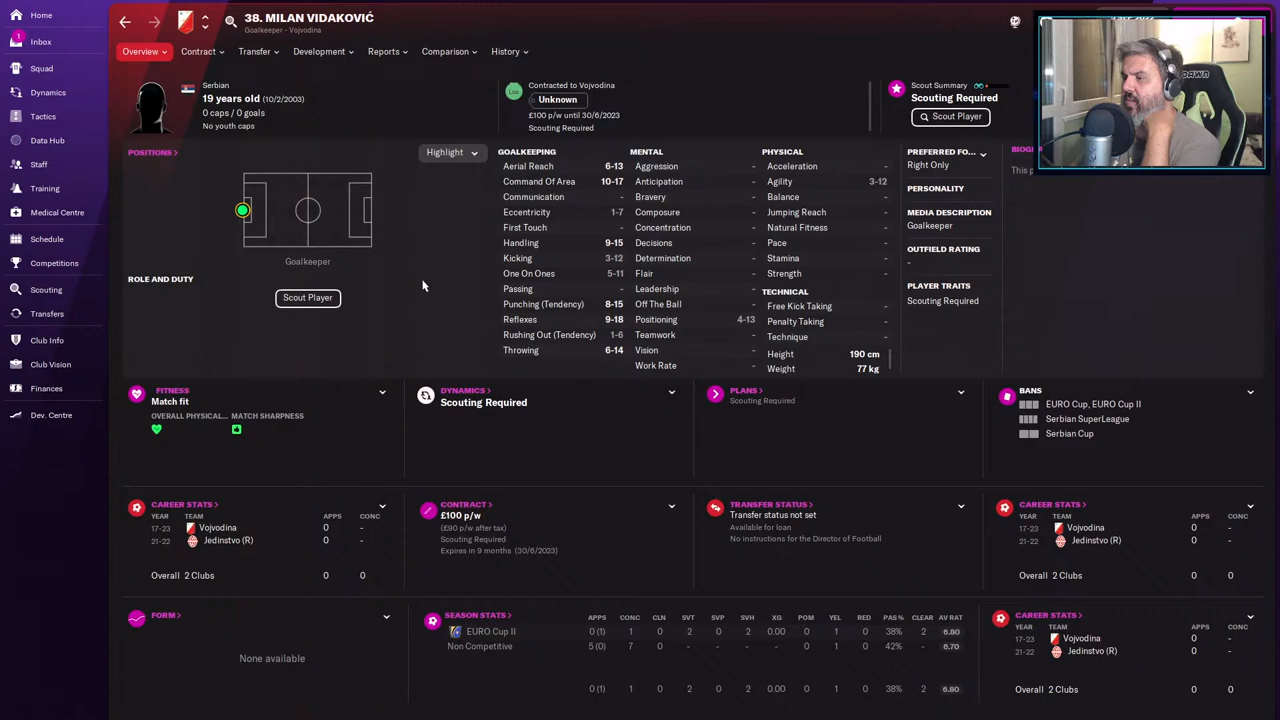 Home
1
Inbox
Squad
Dynamics
Tactics
Data Hub
Staff
Training
Medical Centre
Schedule
Competitions
Scouting
Transfers
Club Info
Club Vision
Finances
Dev. Centre
38. MILAN VIDAKOVIĆ
Goalkeeper - Vojvodina
Overview
Contract
Transfer
Development
Reports
Comparison
History
Serbian
19 years old (10/2/2003)
0 caps / 0 goals
No youth caps
Loa
Contracted to Vojvodina
Unknown
£100 p/w until 30/6/2023
Scouting Required
Scout Summary
Scouting Required
Scout Player
POSITIONS >
Highlight
Goalkeeper
ROLE AND DUTY
Scout Player
GOALKEEPING
Aerial Reach 6-13
Command Of Area 10-17
Communication -
Eccentricity 1-7
First Touch -
Handling 9-15
Kicking 3-12
One On Ones 5-11
Passing -
Punching (Tendency) 8-15
Reflexes 9-18
Rushing Out (Tendency) 1-6
Throwing 6-14
MENTAL
Aggression -
Anticipation -
Bravery -
Composure -
Concentration -
Decisions -
Determination -
Flair -
Leadership -
Off The Ball -
Positioning 4-13
Teamwork -
Vision -
Work Rate -
PHYSICAL
Acceleration -
Agility 3-12
Balance -
Jumping Reach -
Natural Fitness -
Pace -
Stamina -
Strength -
TECHNICAL
Free Kick Taking -
Penalty Taking -
Technique -
Height 190 cm
Weight 77 kg
PREFERRED FO...
Right Only
PERSONALITY
MEDIA DESCRIPTION
Goalkeeper
OUTFIELD RATING
-
PLAYER TRAITS
Scouting Required
This p
FITNESS
Match fit
OVERALL PHYSICAL... MATCH SHARPNESS
DYNAMICS >
Scouting Required
PLANS >
Scouting Required
BANS
EURO Cup, EURO Cup II
Serbian SuperLeague
Serbian Cup
CAREER STATS >
YEAR TEAM APPS CONC
17-23 Vojvodina 0 -
21-22 Jedinstvo (R) 0 -
Overall 2 Clubs 0 0
CONTRACT >
£100 p/w
(£90 p/w after tax)
Scouting Required
Expires in 9 months (30/6/2023)
TRANSFER STATUS >
Transfer status not set
Available for loan
No instructions for the Director of Football
CAREER STATS >
YEAR TEAM APPS CONC
17-23 Vojvodina 0 -
21-22 Jedinstvo (R) 0 -
Overall 2 Clubs 0 0
FORM >
None available
SEASON STATS > APPS CONC CLN SVT SVP SVH XG POM YEL RED PAS % CLEAR AV RAT
EURO Cup II 0 (1) 1 0 2 0 2 0.00 0 1 0 38% 2 6.80
Non Competitive 5 (0) 7 0 - - - - 0 1 0 42% - 6.70
0 (1) 1 0 2 0 2 0.00 0 1 0 38% 2 6.80
CAREER STATS >
YEAR TEAM APPS CONC
17-23 Vojvodina 0 -
21-22 Jedinstvo (R) 0 -
Overall 2 Clubs 0 0